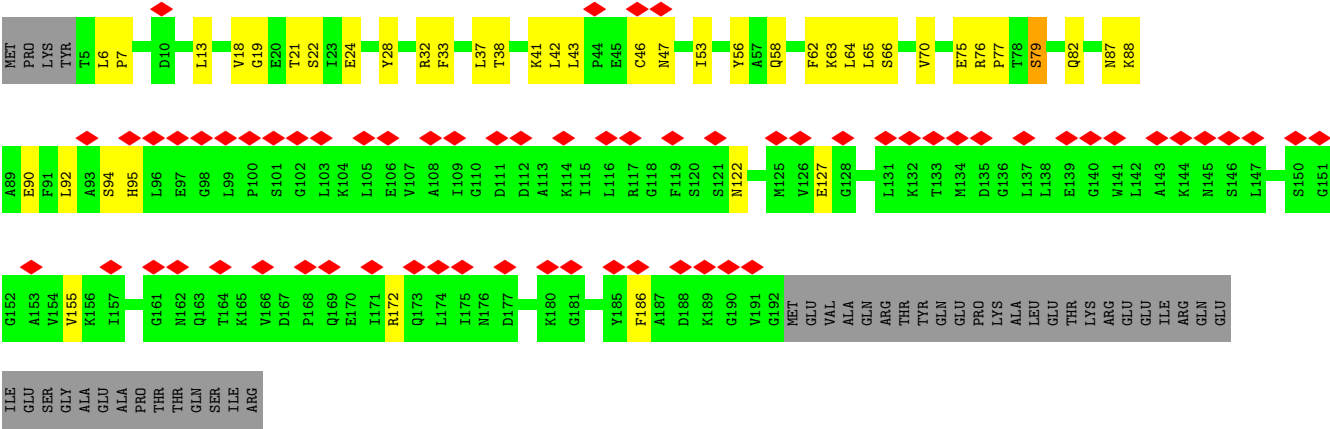 MET PRO LYS TYR T5 L6 P7 D10 L13 V18 G19 E20 T21 S22 I23 E24 Y28 R32 F33 L37 T38 K41 L42 L43 P44 E45 C46 N47 I53 Y56 A57 Q58 F62 K63 L64 L65 S66 V70 E75 R76 P77 T78 S79 Q82 N87 K88
A89 E90 F91 L92 A93 S94 H95 L96 E97 G98 L99 P100 S101 G102 L103 K104 L105 E106 V107 A108 I109 G110 D111 D112 A113 K114 I115 L116 R117 G118 F119 S120 S121 N122 M125 V126 E127 G128 L131 K132 T133 M134 D135 G136 L137 L138 E139 G140 W141 L142 A143 K144 N145 S146 L147 S150 G151
G152 A153 V154 V155 K156 I157 G161 N162 Q163 T164 K165 V166 D167 P168 Q169 E170 I171 R172 Q173 L174 I175 N176 D177 K180 G181 Y185 F186 A187 D188 K189 G190 V191 G192 MET GLU VAL ALA GLN ARG THR TYR GLN GLU PRO LYS ALA LEU GLU THR LYS ARG GLU GLU ILE ARG GLN GLU
ILE GLU SER GLY ALA GLU ALA PRO THR THR GLN SER ILE ARG